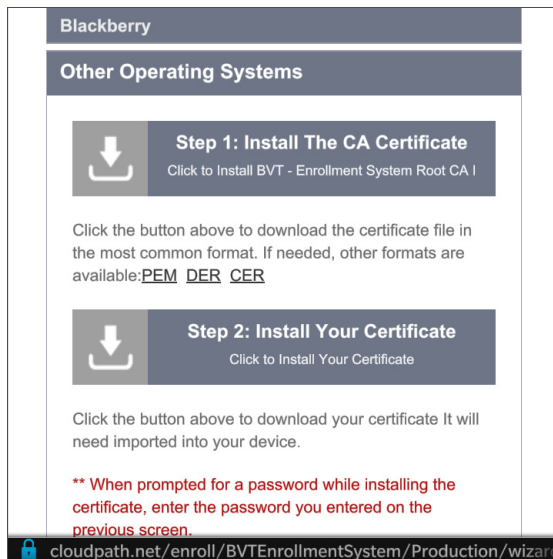 Blackberry
Other Operating Systems
Step 1: Install The CA Certificate
Click to Install BVT - Enrollment System Root CA I
Click the button above to download the certificate file in
the most common format. If needed, other formats are
available:PEM DER CER
Step 2: Install Your Certificate
Click to Install Your Certificate
Click the button above to download your certificate It will
need imported into your device.
** When prompted for a password while installing the
certificate, enter the password you entered on the
previous screen.
cloudpath.net/enroll/BVTEnrollmentSystem/Production/wizar